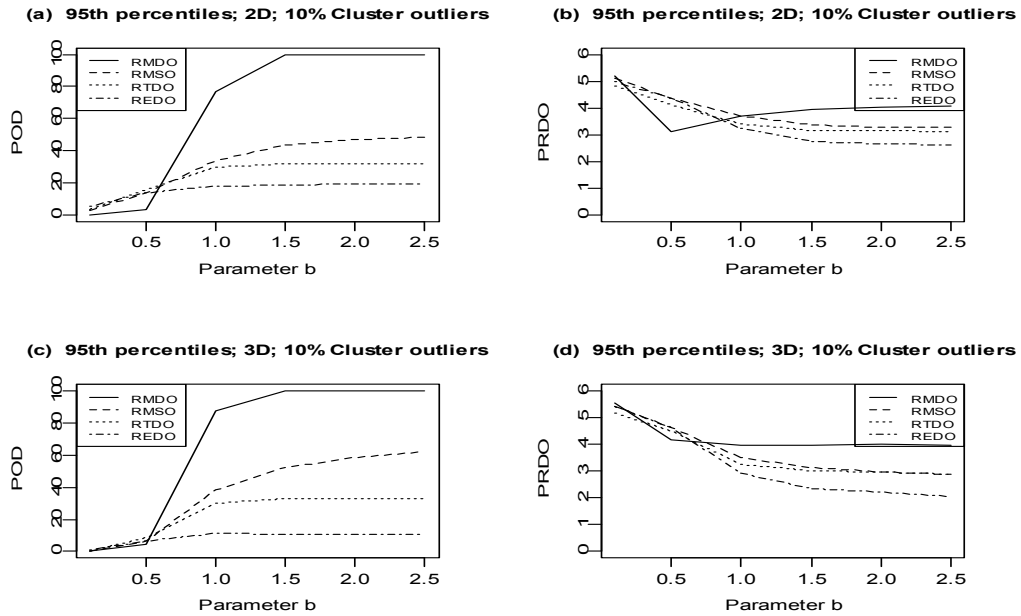 (a) 95th percentiles; 2D; 10% Cluster outliers
RMDO
RMSO
RTDO
REDO
POD
0 20 40 60 80 100
0.5 1.0 1.5 2.0 2.5
Parameter b
(b) 95th percentiles; 2D; 10% Cluster outliers
RMDO
RMSO
RTDO
REDO
PRDO
0 1 2 3 4 5 6
0.5 1.0 1.5 2.0 2.5
Parameter b
(c) 95th percentiles; 3D; 10% Cluster outliers
RMDO
RMSO
RTDO
REDO
POD
0 20 40 60 80 100
0.5 1.0 1.5 2.0 2.5
Parameter b
(d) 95th percentiles; 3D; 10% Cluster outliers
RMDO
RMSO
RTDO
REDO
PRDO
0 1 2 3 4 5 6
0.5 1.0 1.5 2.0 2.5
Parameter b